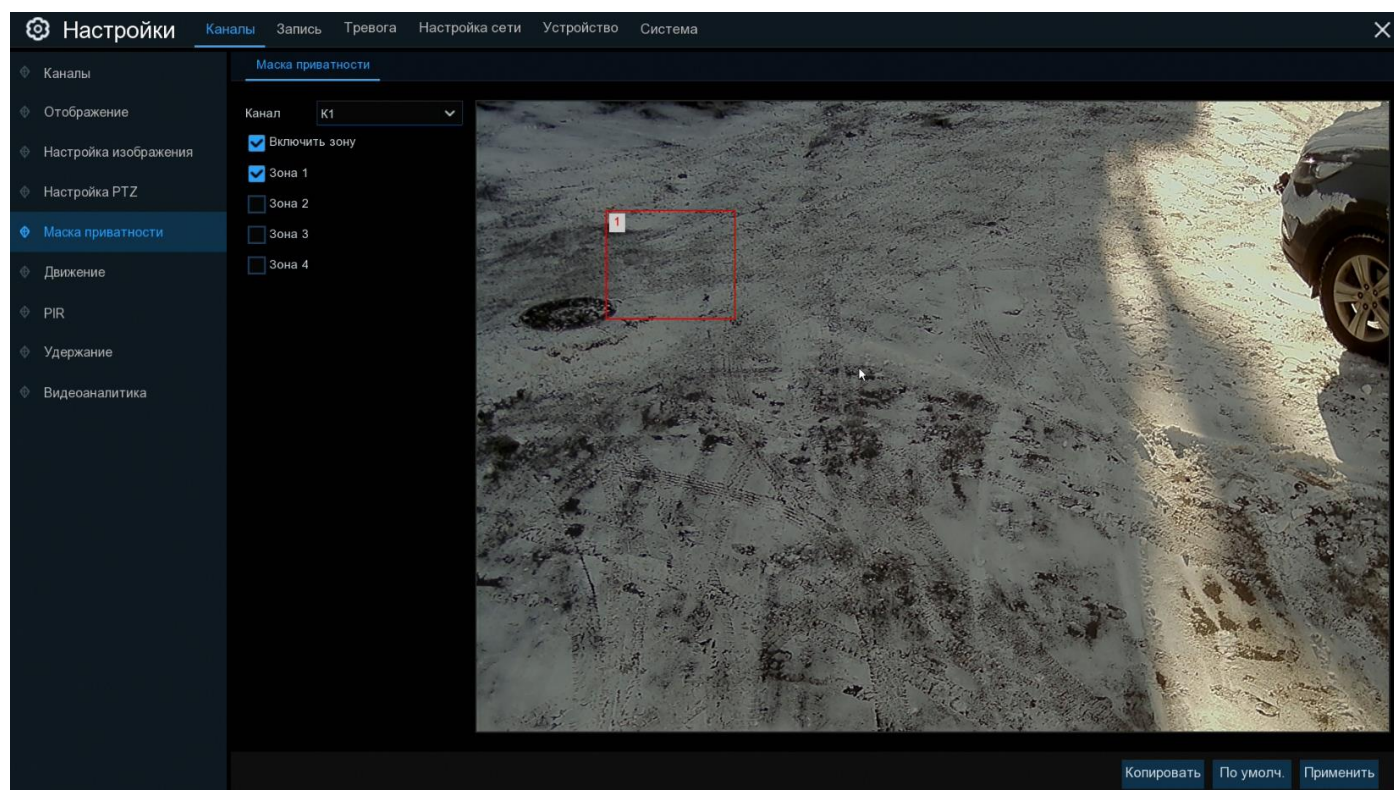 Настройки Каналы Запись Тревога Настройка сети Устройство Система
Каналы
Отображение
Настройка изображения
Настройка PTZ
Маска приватности
Движение
PIR
Удержание
Видеоаналитика
Маска приватности
Канал К1
Включить зону
Зона 1
Зона 2
Зона 3
Зона 4
1
Копировать По умолч. Применить